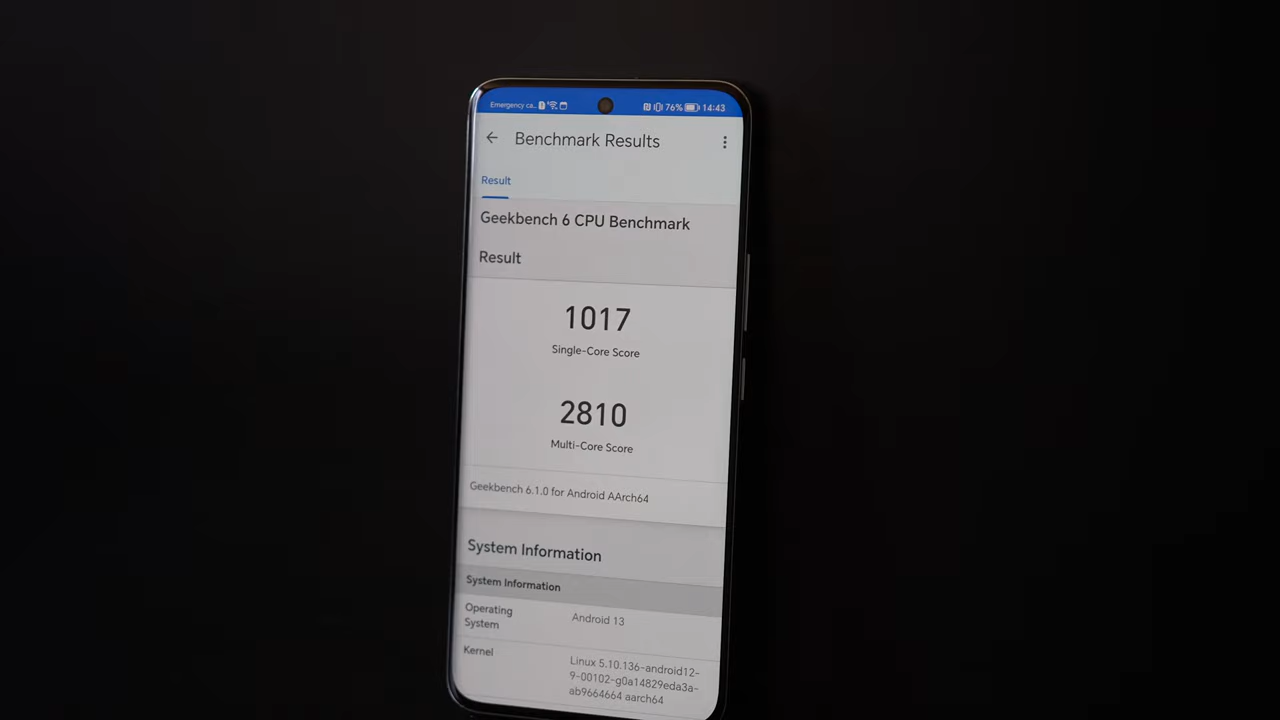 Emergency ca...
76% 14:43
Benchmark Results
Result
Geekbench 6 CPU Benchmark
Result
1017
Single-Core Score
2810
Multi-Core Score
Geekbench 6.1.0 for Android AArch64
System Information
System Information
Operating System
Android 13
Kernel
Linux 5.10.136-android12-
9-00102-g0a14829eda3a-
ab9664664 aarch64